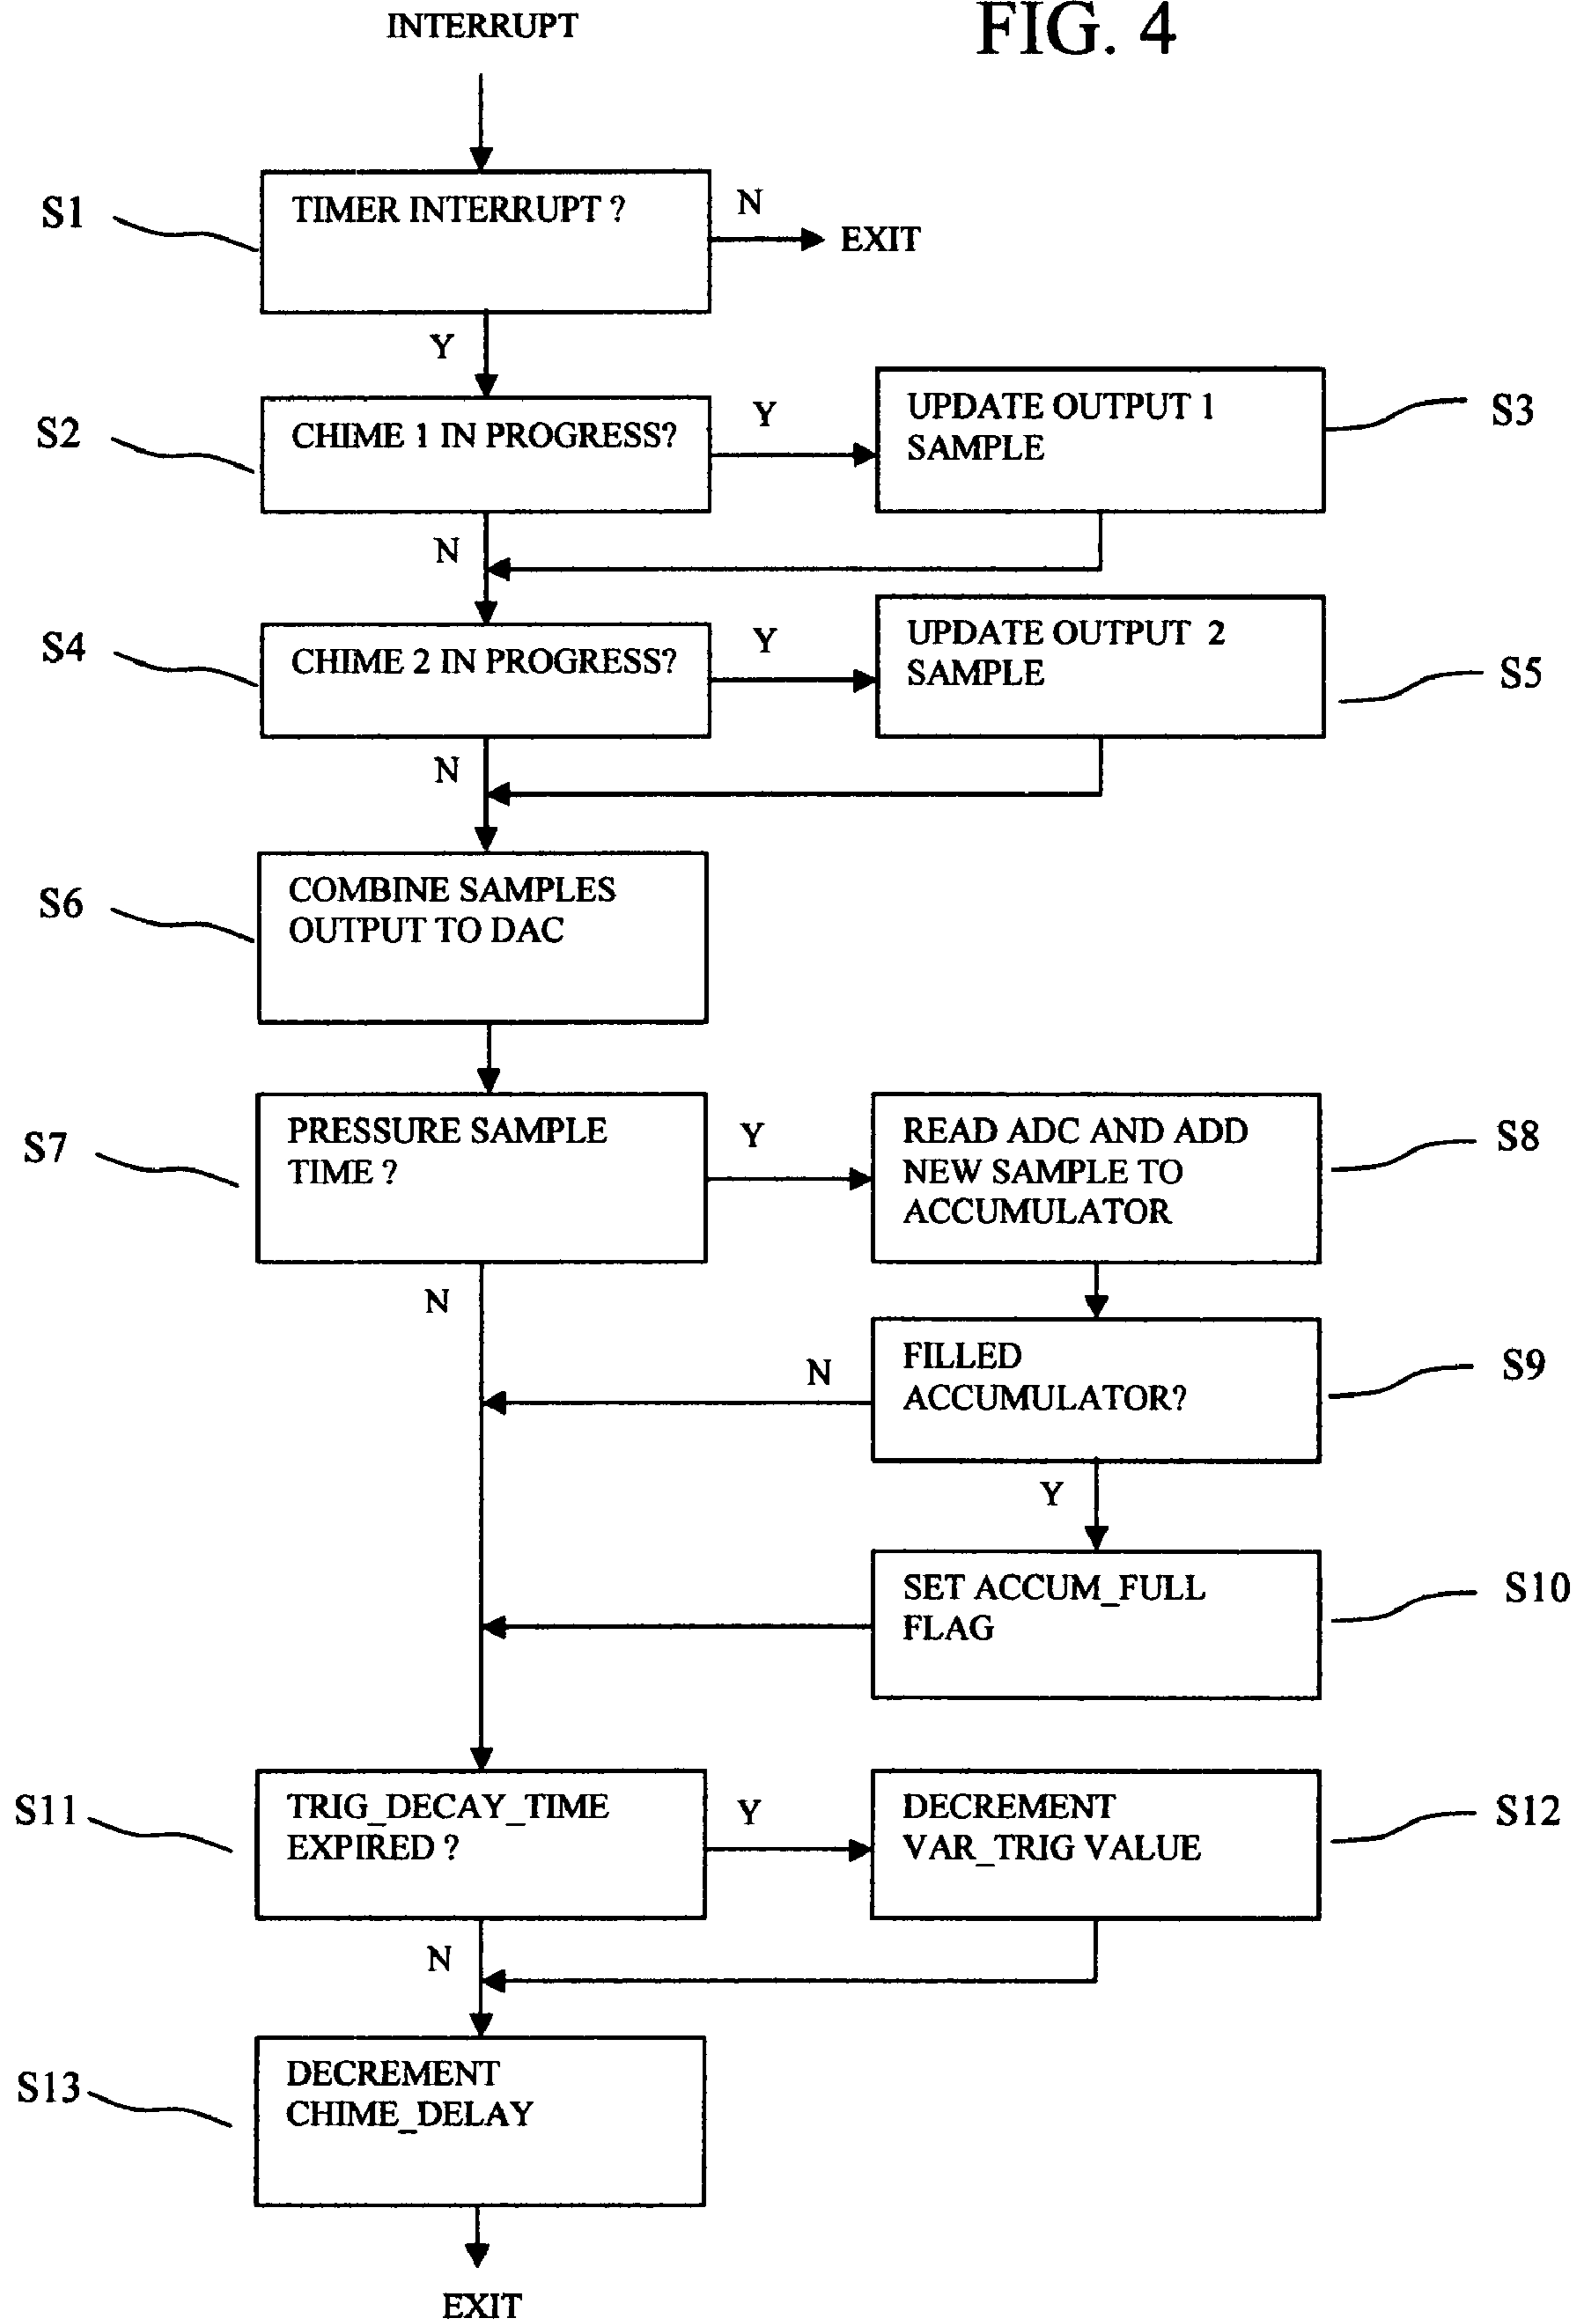 INTERRUPT
FIG. 4
S1
TIMER INTERRUPT ?
N
EXIT
Y
S2
CHIME 1 IN PROGRESS?
Y
UPDATE OUTPUT 1
SAMPLE
S3
N
S4
CHIME 2 IN PROGRESS?
Y
UPDATE OUTPUT 2
SAMPLE
S5
N
S6
COMBINE SAMPLES
OUTPUT TO DAC
S7
PRESSURE SAMPLE
TIME ?
Y
READ ADC AND ADD
NEW SAMPLE TO
ACCUMULATOR
S8
N
N
FILLED
ACCUMULATOR?
S9
Y
SET ACCUM_FULL
FLAG
S10
S11
TRIG_DECAY_TIME
EXPIRED ?
Y
DECREMENT
VAR_TRIG VALUE
S12
N
S13
DECREMENT
CHIME_DELAY
EXIT